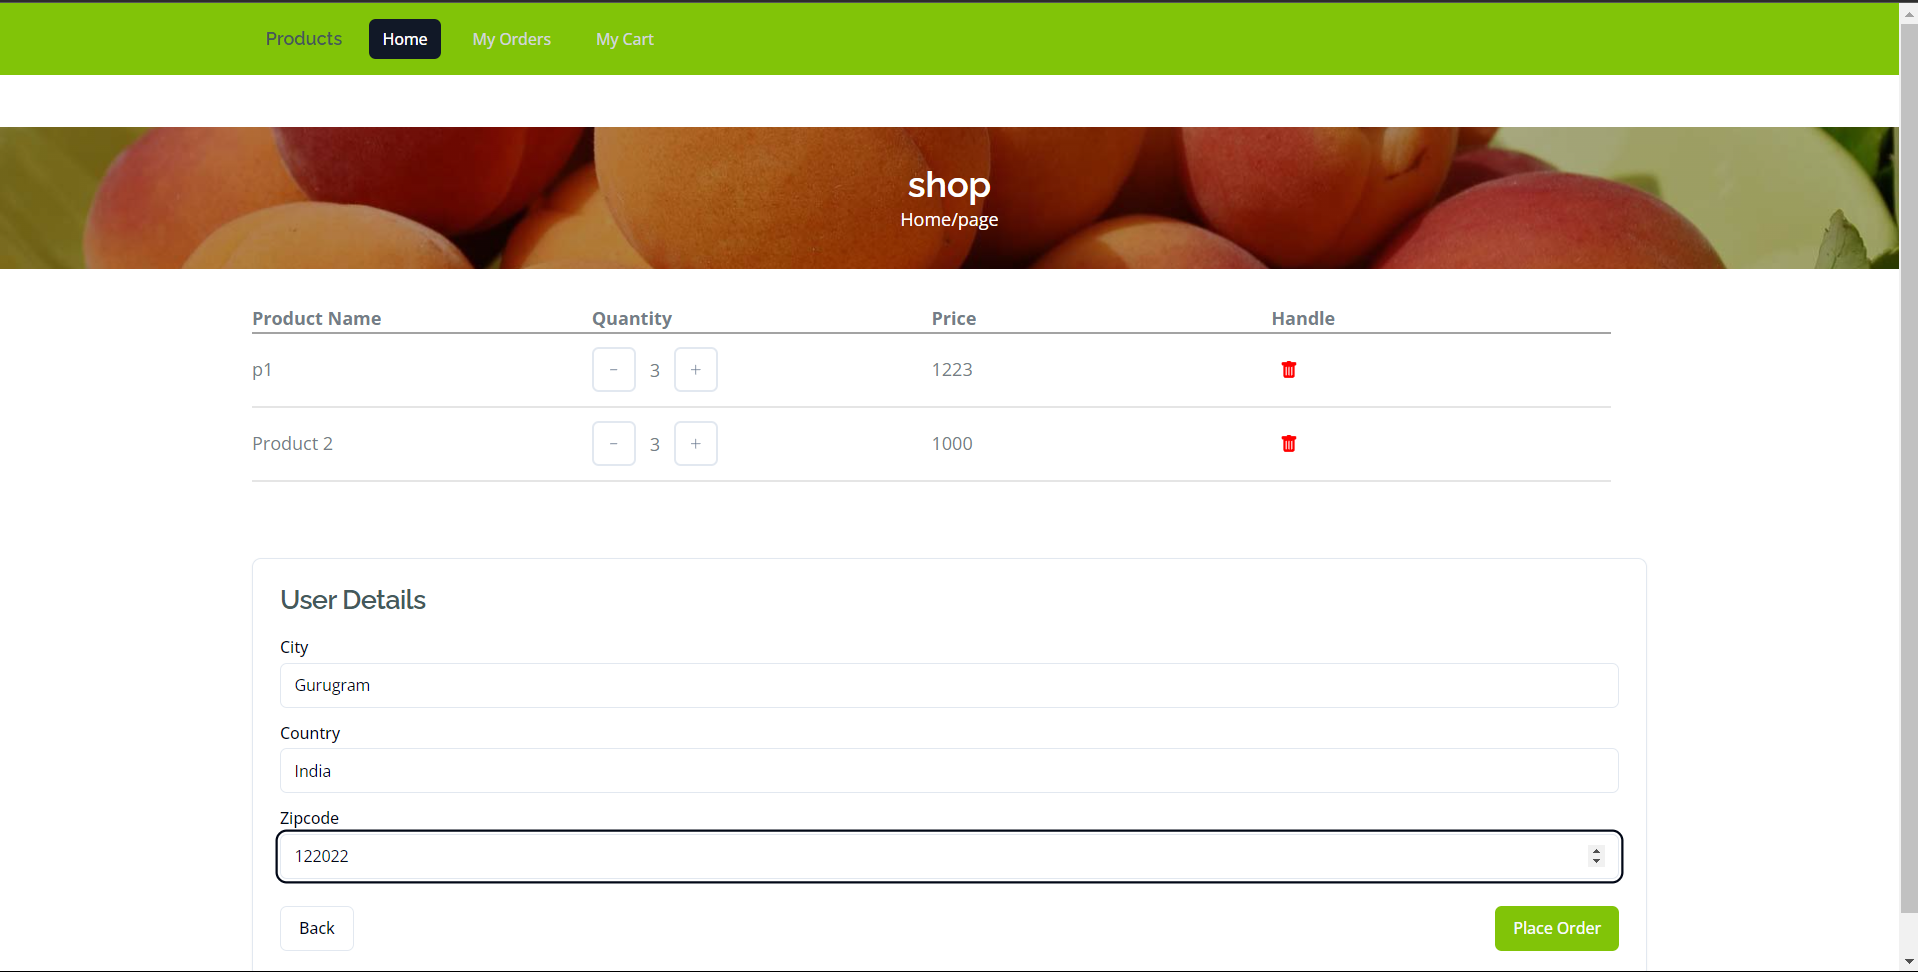 Products Home My Orders My Cart
shop
Home/page
Product Name Quantity Price Handle
p1 - 3 + 1223
Product 2 - 3 + 1000
User Details
City
Gurugram
Country
India
Zipcode
122022
Back Place Order